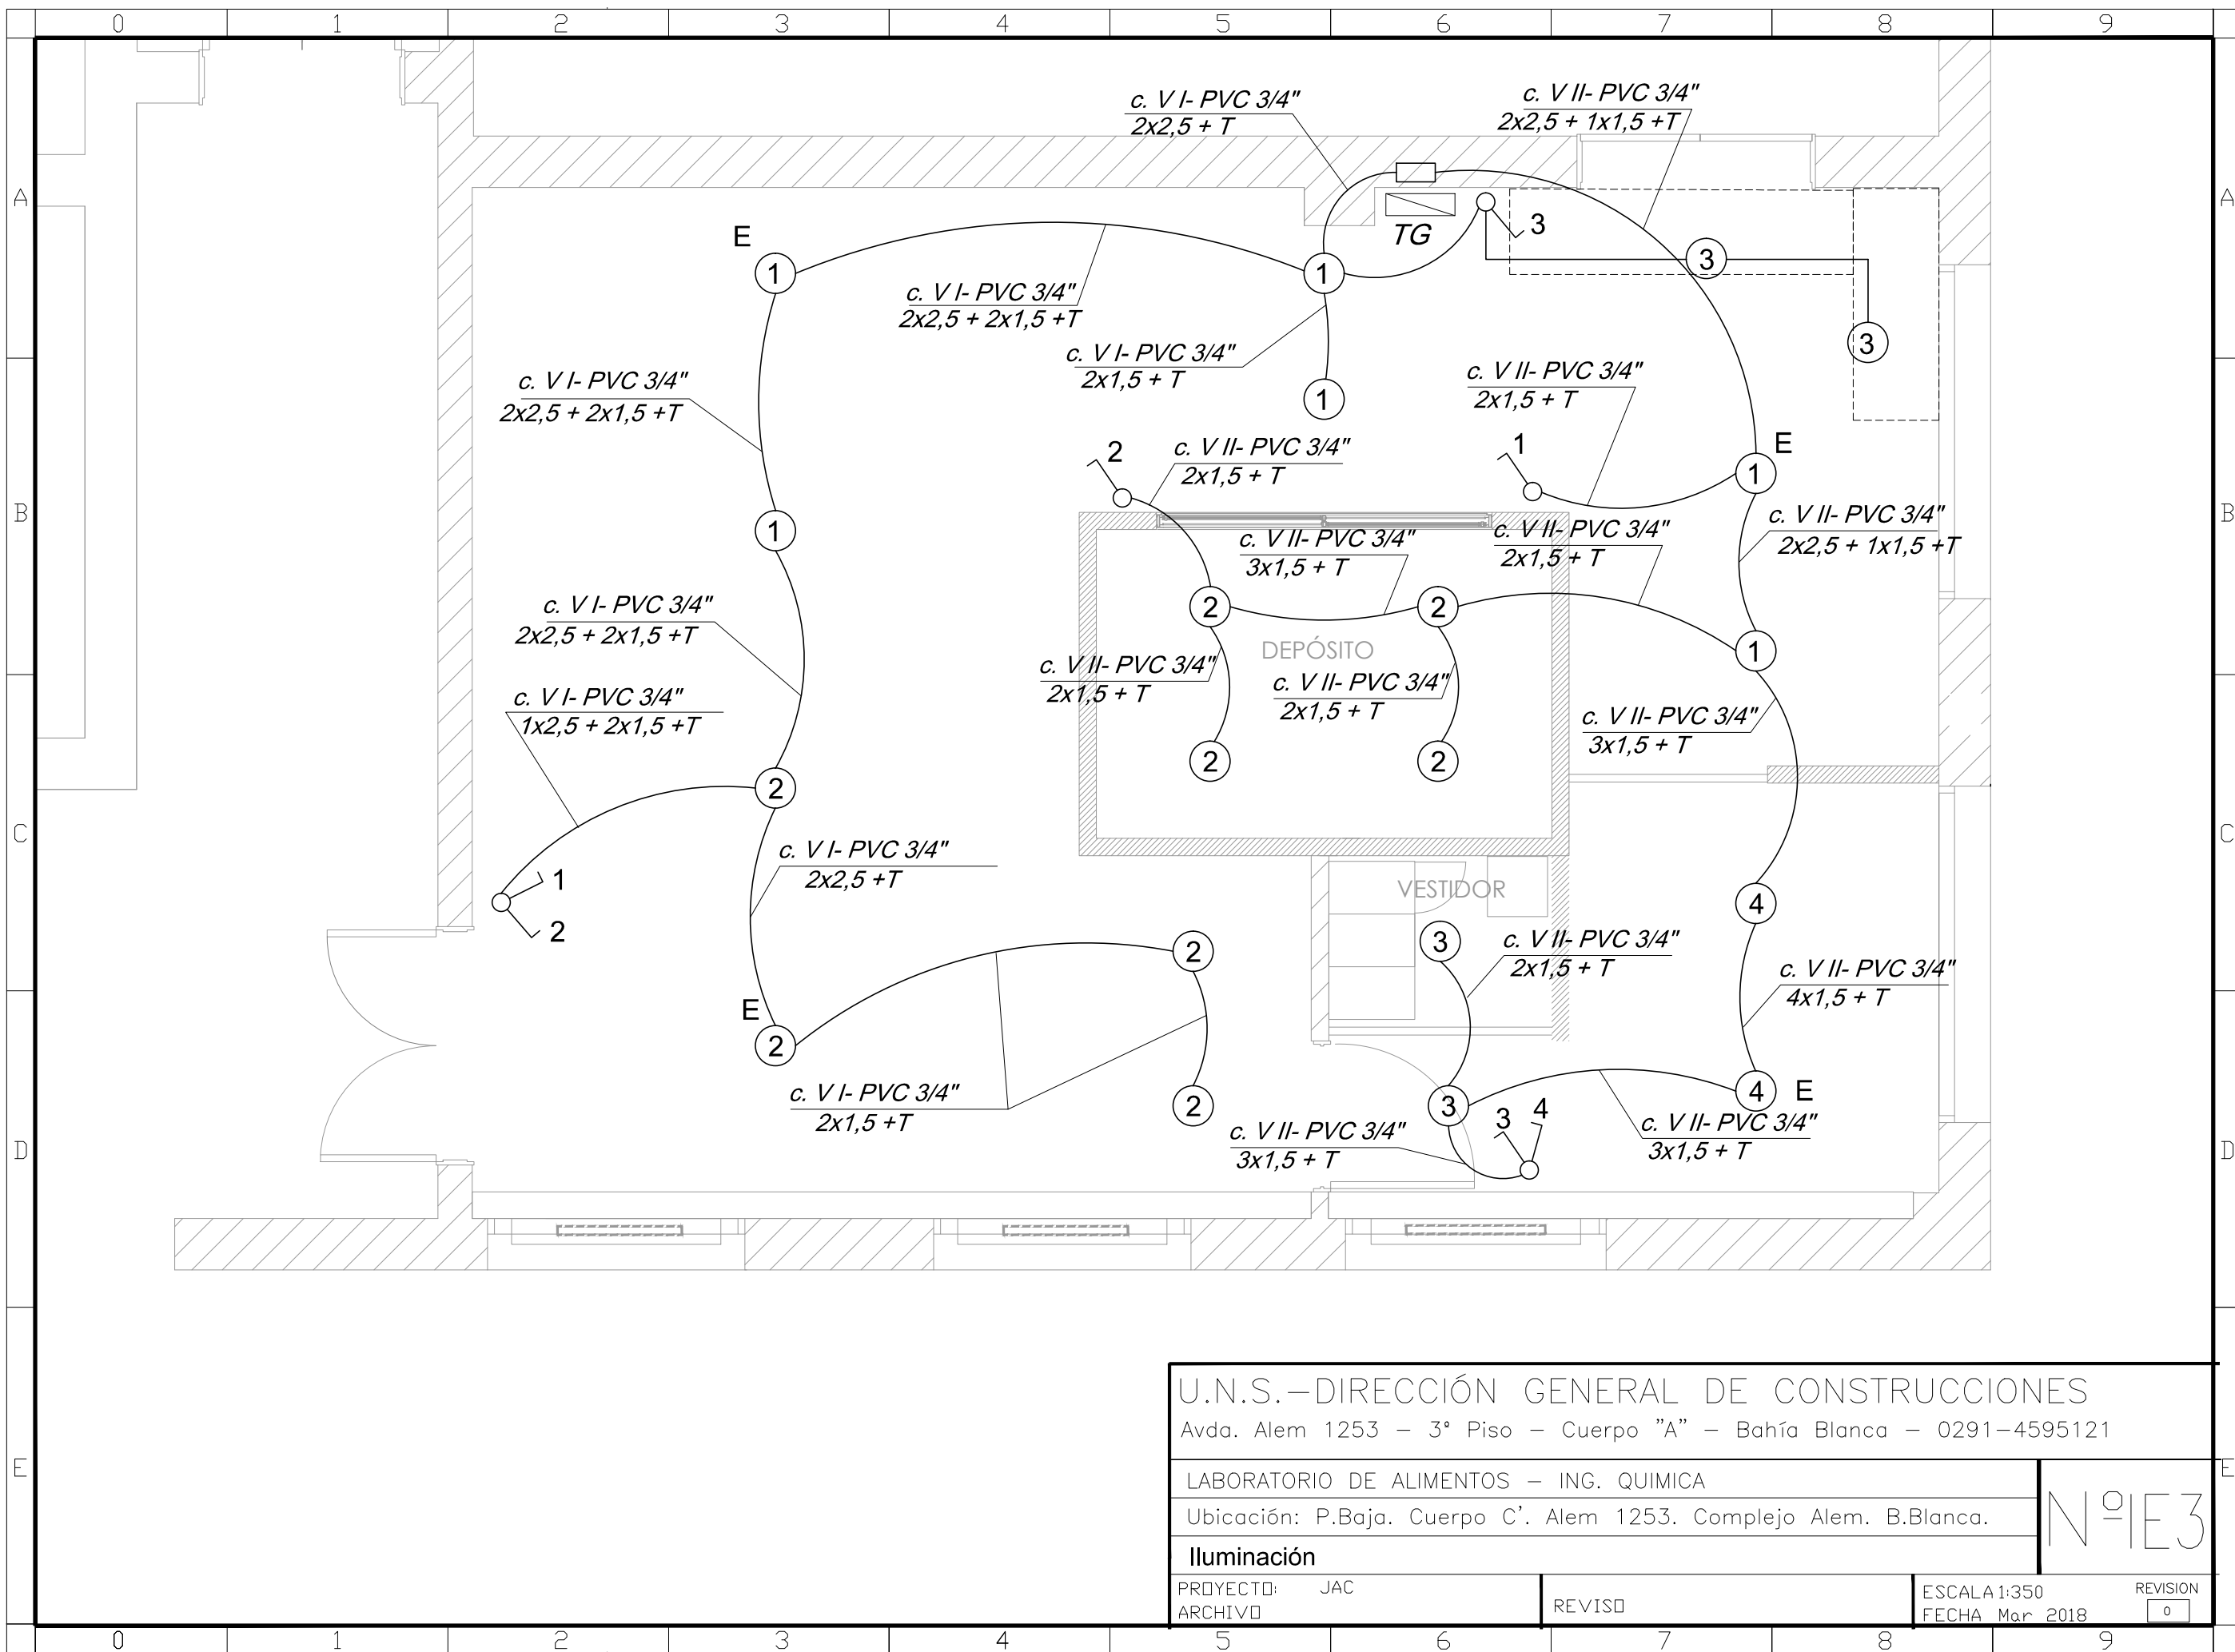 0 1 2 3 4 5 6 7 8 9
c. V I- PVC 3/4"
2x2,5 + T
c. V II- PVC 3/4"
2x2,5 + 1x1,5 +T
A
A
TG
3
E
1
1
3
c. V I- PVC 3/4"
2x2,5 + 2x1,5 +T
3
c. V I- PVC 3/4"
2x1,5 + T
c. V I- PVC 3/4"
2x2,5 + 2x1,5 +T
c. V II- PVC 3/4"
2x1,5 + T
1
2
c. V II- PVC 3/4"
2x1,5 + T
1
E
1
B
B
1
c. V II- PVC 3/4"
3x1,5 + T
c. V II- PVC 3/4"
2x1,5 + T
c. V II- PVC 3/4"
2x2,5 + 1x1,5 +T
c. V I- PVC 3/4"
2x2,5 + 2x1,5 +T
2
2
DEPÓSITO
1
c. V II- PVC 3/4"
2x1,5 + T
c. V II- PVC 3/4"
2x1,5 + T
c. V I- PVC 3/4"
1x2,5 + 2x1,5 +T
c. V II- PVC 3/4"
3x1,5 + T
2
2
2
C
C
c. V I- PVC 3/4"
2x2,5 +T
1
2
VESTIDOR
4
3
2
c. V II- PVC 3/4"
2x1,5 + T
c. V II- PVC 3/4"
4x1,5 + T
E
2
c. V I- PVC 3/4"
2x1,5 +T
2
3
4
E
3 4
c. V II- PVC 3/4"
3x1,5 + T
c. V II- PVC 3/4"
3x1,5 + T
D
D
U.N.S.-DIRECCIÓN GENERAL DE CONSTRUCCIONES
Avda. Alem 1253 - 3º Piso - Cuerpo "A" - Bahía Blanca - 0291-4595121
E
E
LABORATORIO DE ALIMENTOS - ING. QUIMICA
Ubicación: P.Baja. Cuerpo C'. Alem 1253. Complejo Alem. B.Blanca.
NºIE3
Iluminación
PROYECTO: JAC
ARCHIVO
REVISO
ESCALA 1:350
FECHA Mar 2018
REVISION
0
0 1 2 3 4 5 6 7 8 9